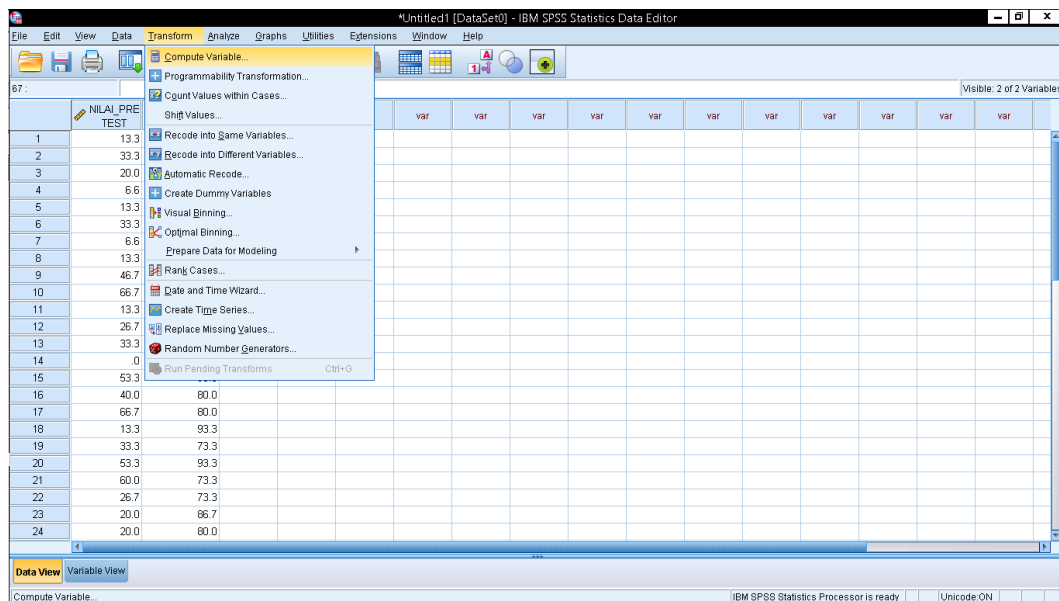 *Untitled1 [DataSet0] - IBM SPSS Statistics Data Editor
File Edit View Data Transform Analyze Graphs Utilities Extensions Window Help
67 :
Visible: 2 of 2 Variables
Compute Variable...
Programmability Transformation...
Count Values within Cases...
Shift Values...
Recode into Same Variables...
Recode into Different Variables...
Automatic Recode...
Create Dummy Variables
Visual Binning...
Optimal Binning...
Prepare Data for Modeling
Rank Cases...
Date and Time Wizard...
Create Time Series...
Replace Missing Values...
Random Number Generators...
Run Pending Transforms Ctrl+G
NILAI_PRE
TEST
var var var var var var var var var var var
1 13.3
2 33.3
3 20.0
4 6.6
5 13.3
6 33.3
7 6.6
8 13.3
9 46.7
10 66.7
11 13.3
12 26.7
13 33.3
14 .0
15 53.3
16 40.0 80.0
17 66.7 80.0
18 13.3 93.3
19 33.3 73.3
20 53.3 93.3
21 60.0 73.3
22 26.7 73.3
23 20.0 86.7
24 20.0 80.0
Data View Variable View
Compute Variable... IBM SPSS Statistics Processor is ready Unicode:ON